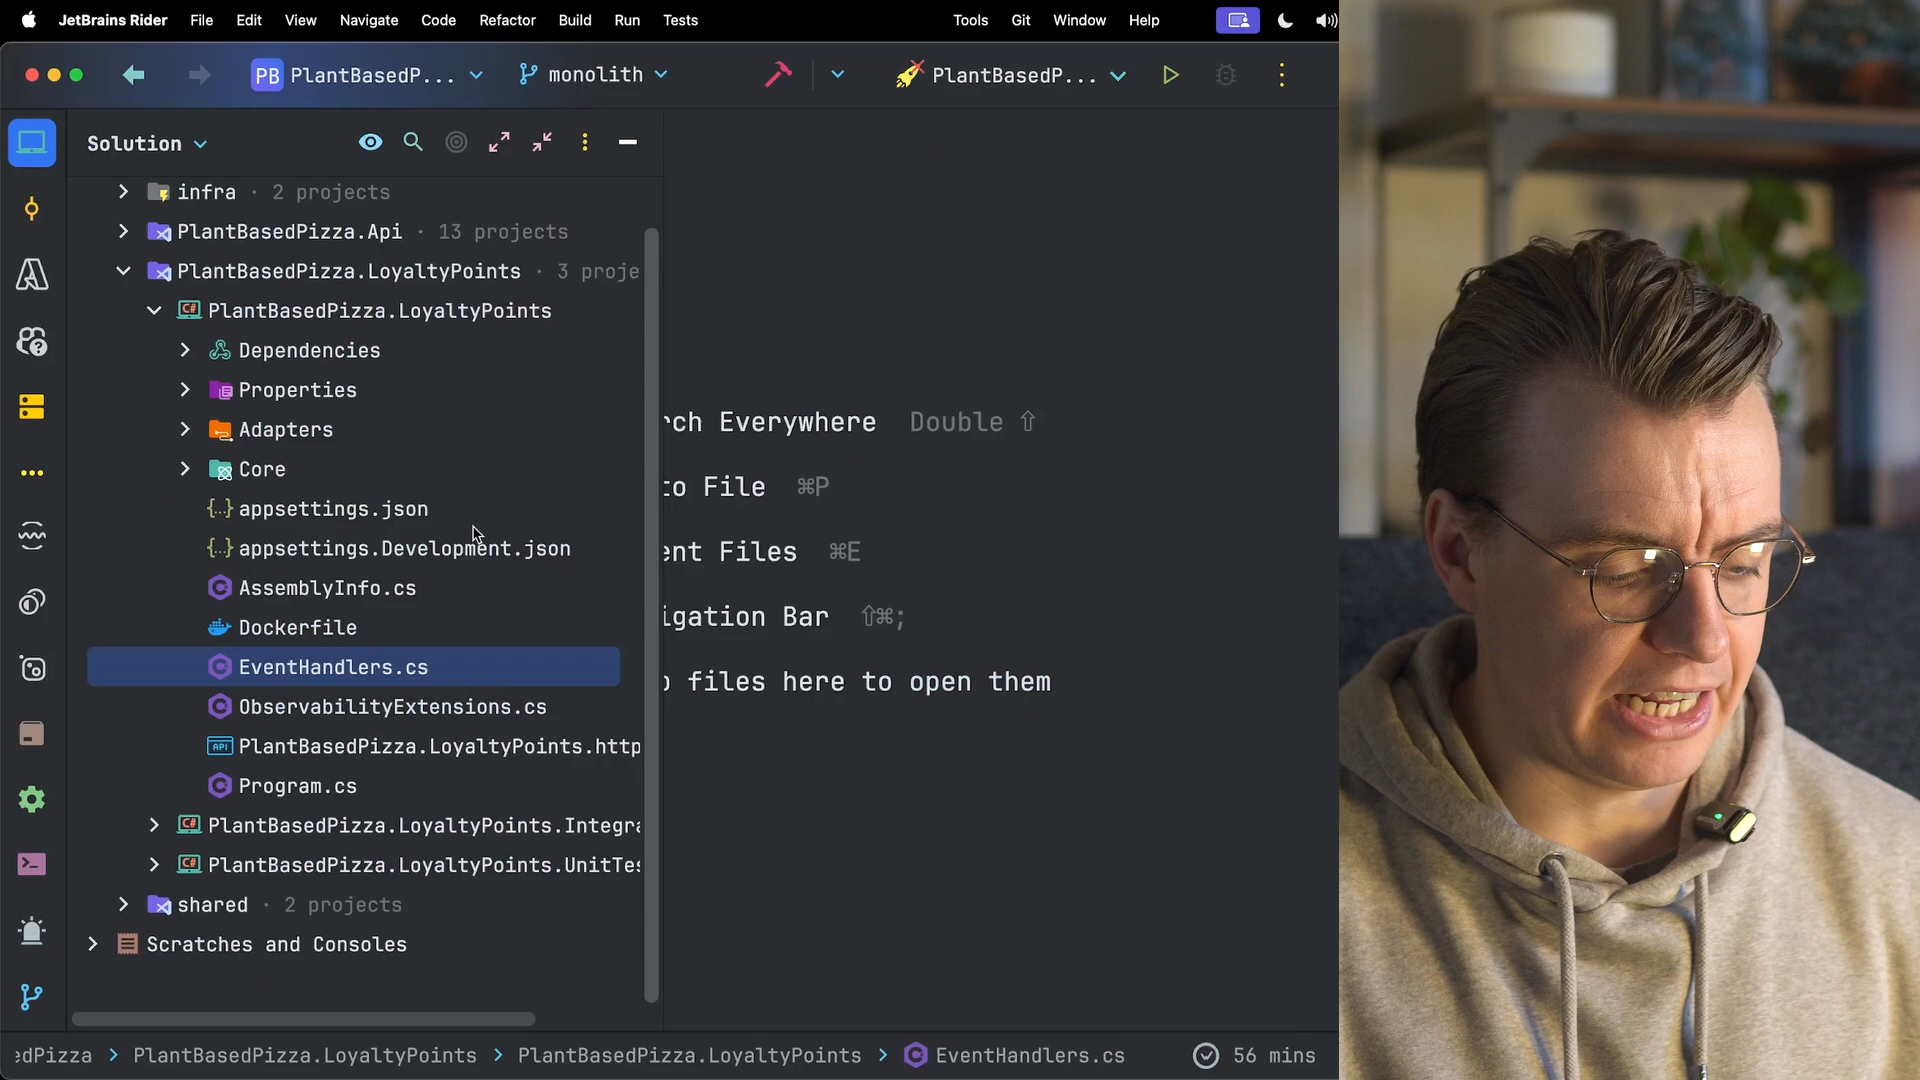 JetBrains Rider File Edit View Navigate Code Refactor Build Run Tests Tools Git Window Help
PB PlantBasedP... monolith PlantBasedP...
Solution
infra · 2 projects
PlantBasedPizza.Api · 13 projects
PlantBasedPizza.LoyaltyPoints · 3 proje
C# PlantBasedPizza.LoyaltyPoints
Dependencies
Properties
Adapters
rch Everywhere Double ⇧
Core
to File ⌘P
{..} appsettings.json
{..} appsettings.Development.json
ent Files ⌘E
AssemblyInfo.cs
igation Bar ⇧⌘;
Dockerfile
EventHandlers.cs
p files here to open them
ObservabilityExtensions.cs
API PlantBasedPizza.LoyaltyPoints.http
Program.cs
C# PlantBasedPizza.LoyaltyPoints.Integra
C# PlantBasedPizza.LoyaltyPoints.UnitTes
shared · 2 projects
Scratches and Consoles
edPizza > PlantBasedPizza.LoyaltyPoints > PlantBasedPizza.LoyaltyPoints > EventHandlers.cs 56 mins